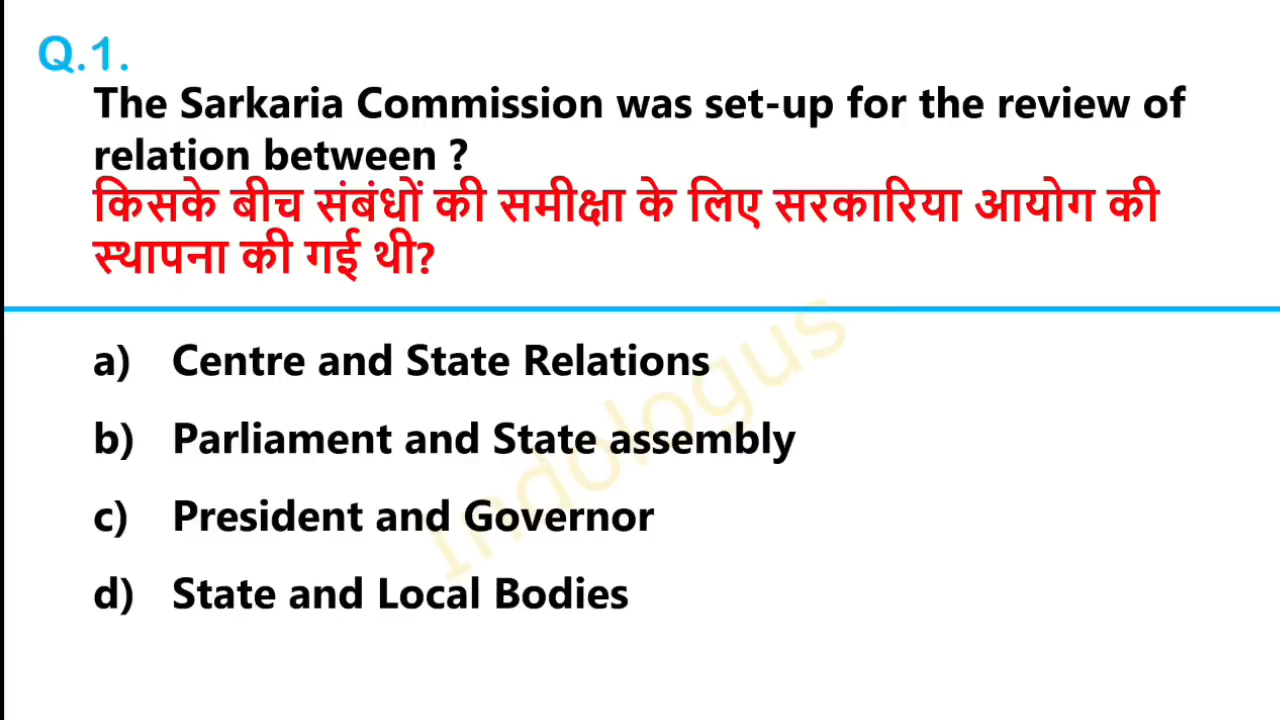 Q.1.
The Sarkaria Commission was set-up for the review of
relation between ?
किसके बीच संबंधों की समीक्षा के लिए सरकारिया आयोग की
स्थापना की गई थी?
a) Centre and State Relations
b) Parliament and State assembly
c) President and Governor
d) State and Local Bodies
Indologus